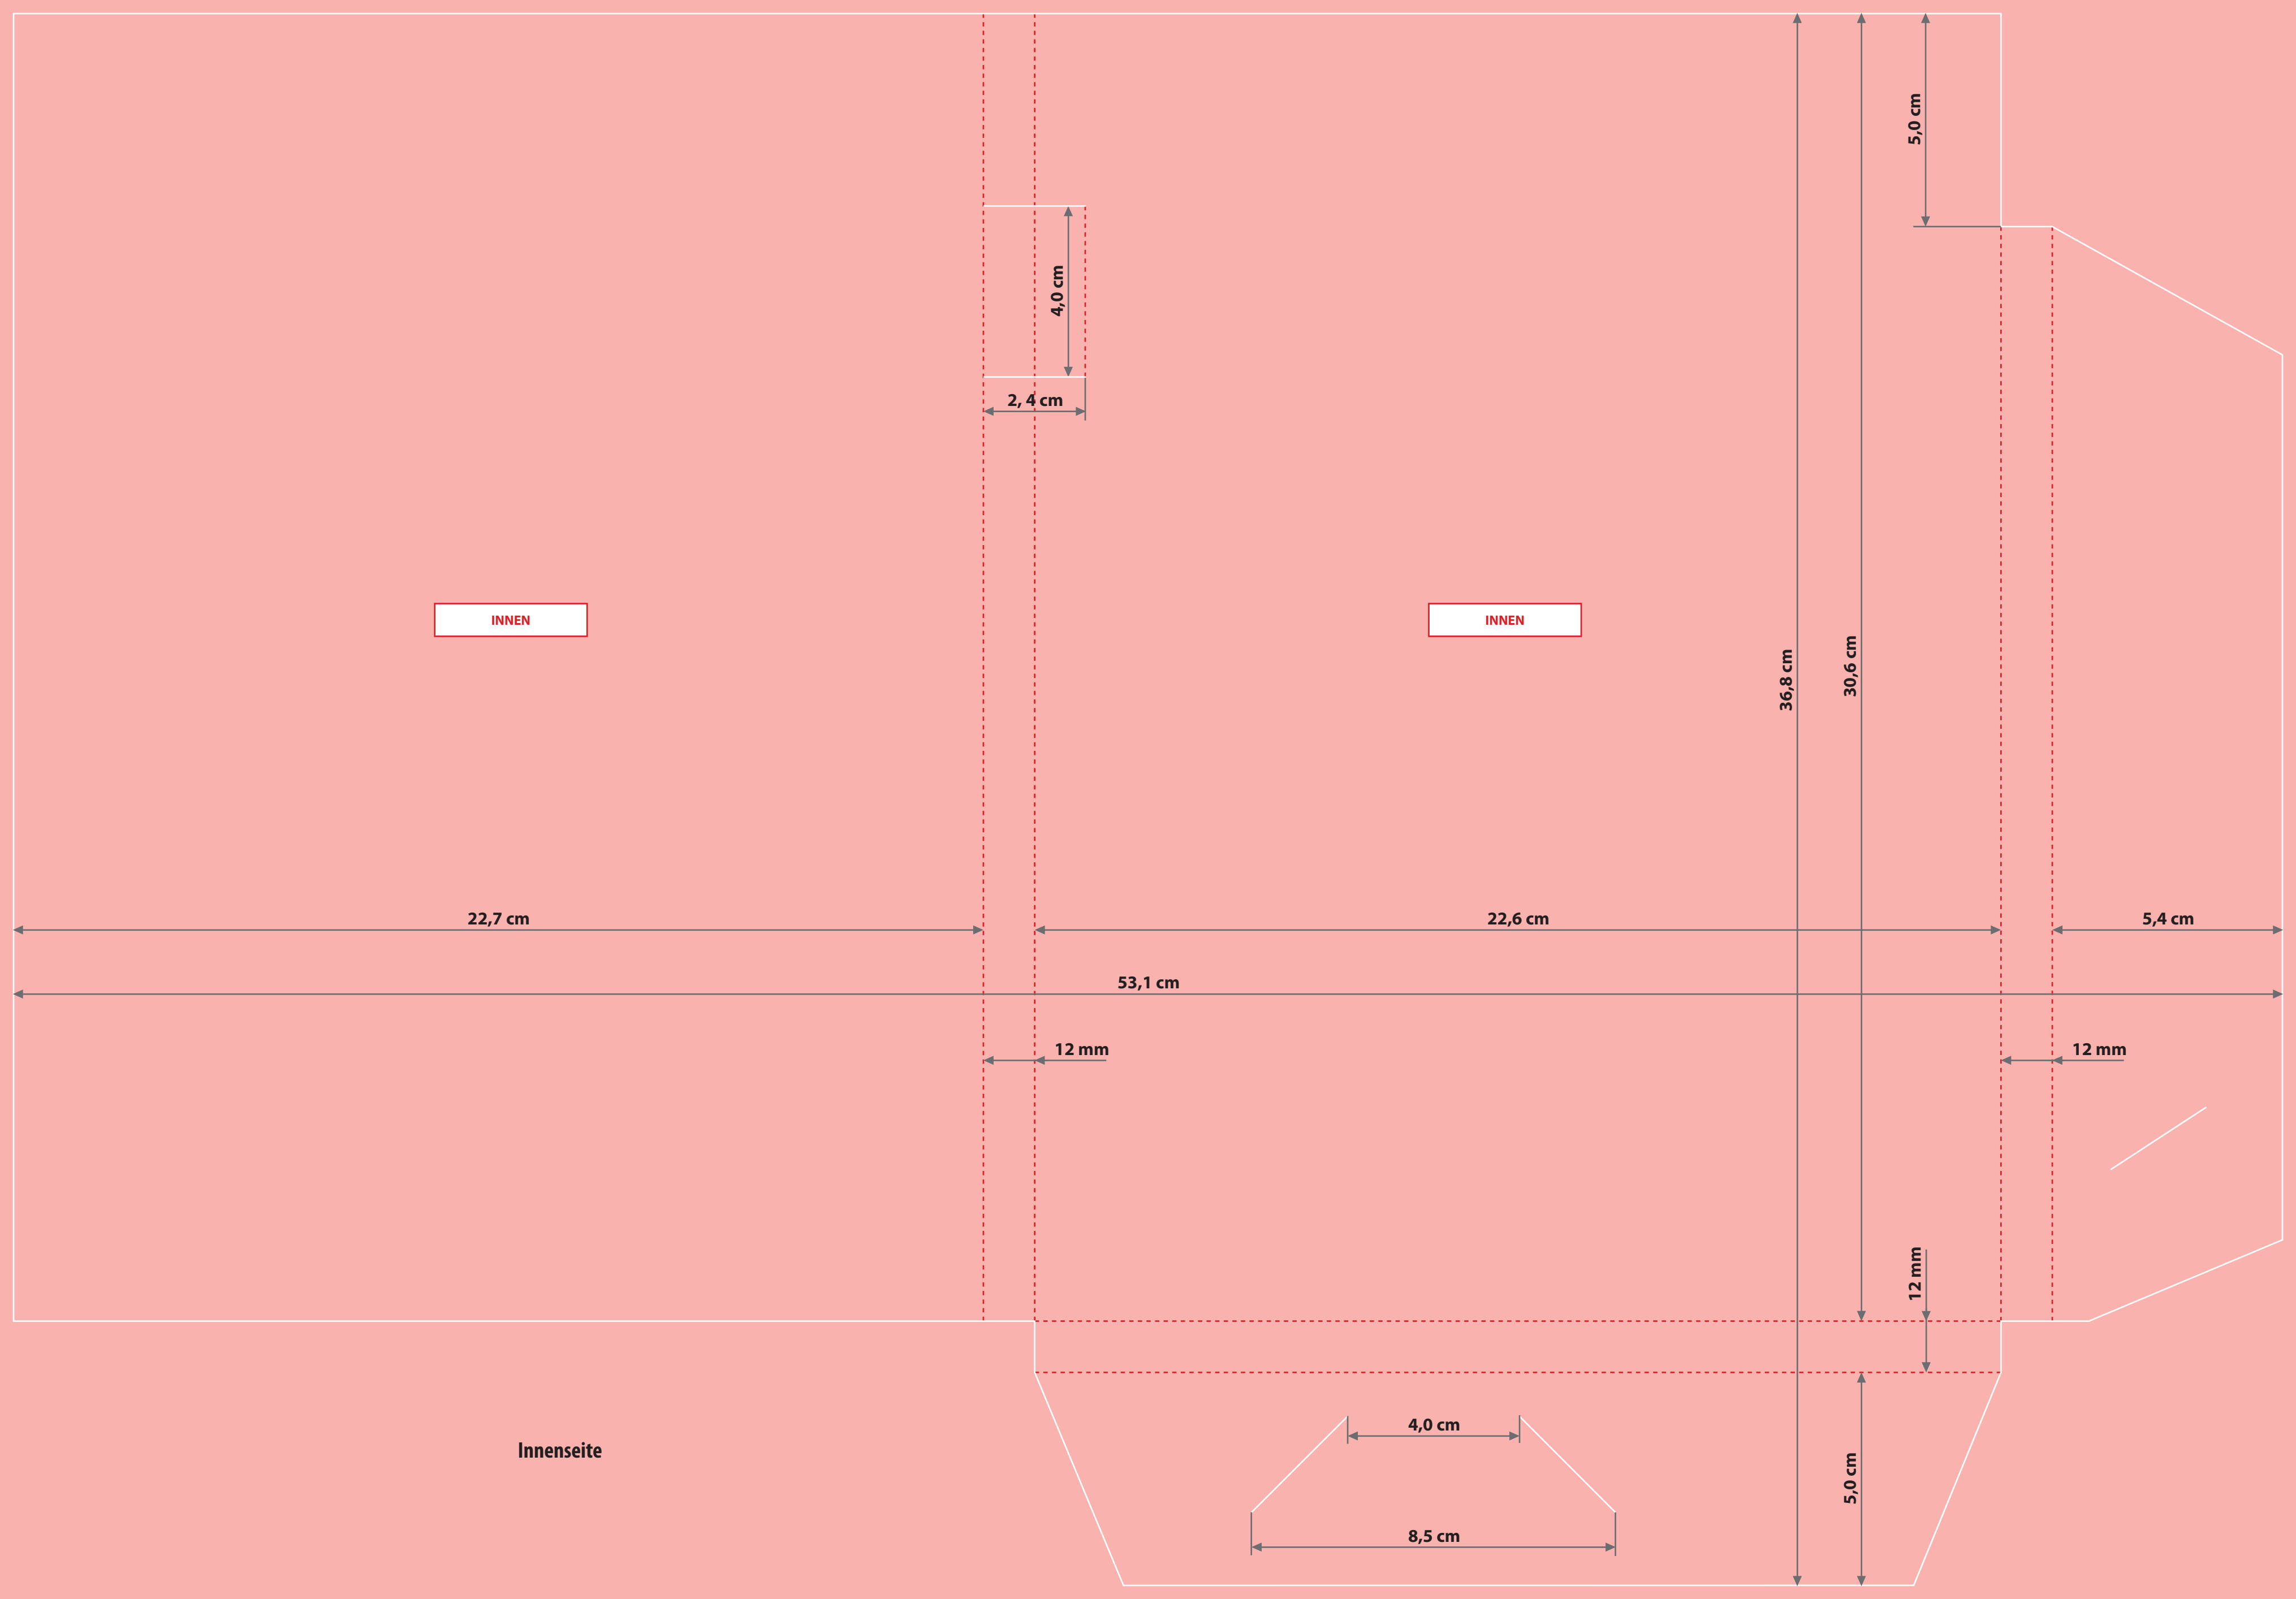 5,0 cm
4,0 cm
2, 4 cm
INNEN
INNEN
36,8 cm
30,6 cm
22,7 cm
22,6 cm
5,4 cm
53,1 cm
12 mm
12 mm
12 mm
4,0 cm
Innenseite
5,0 cm
8,5 cm